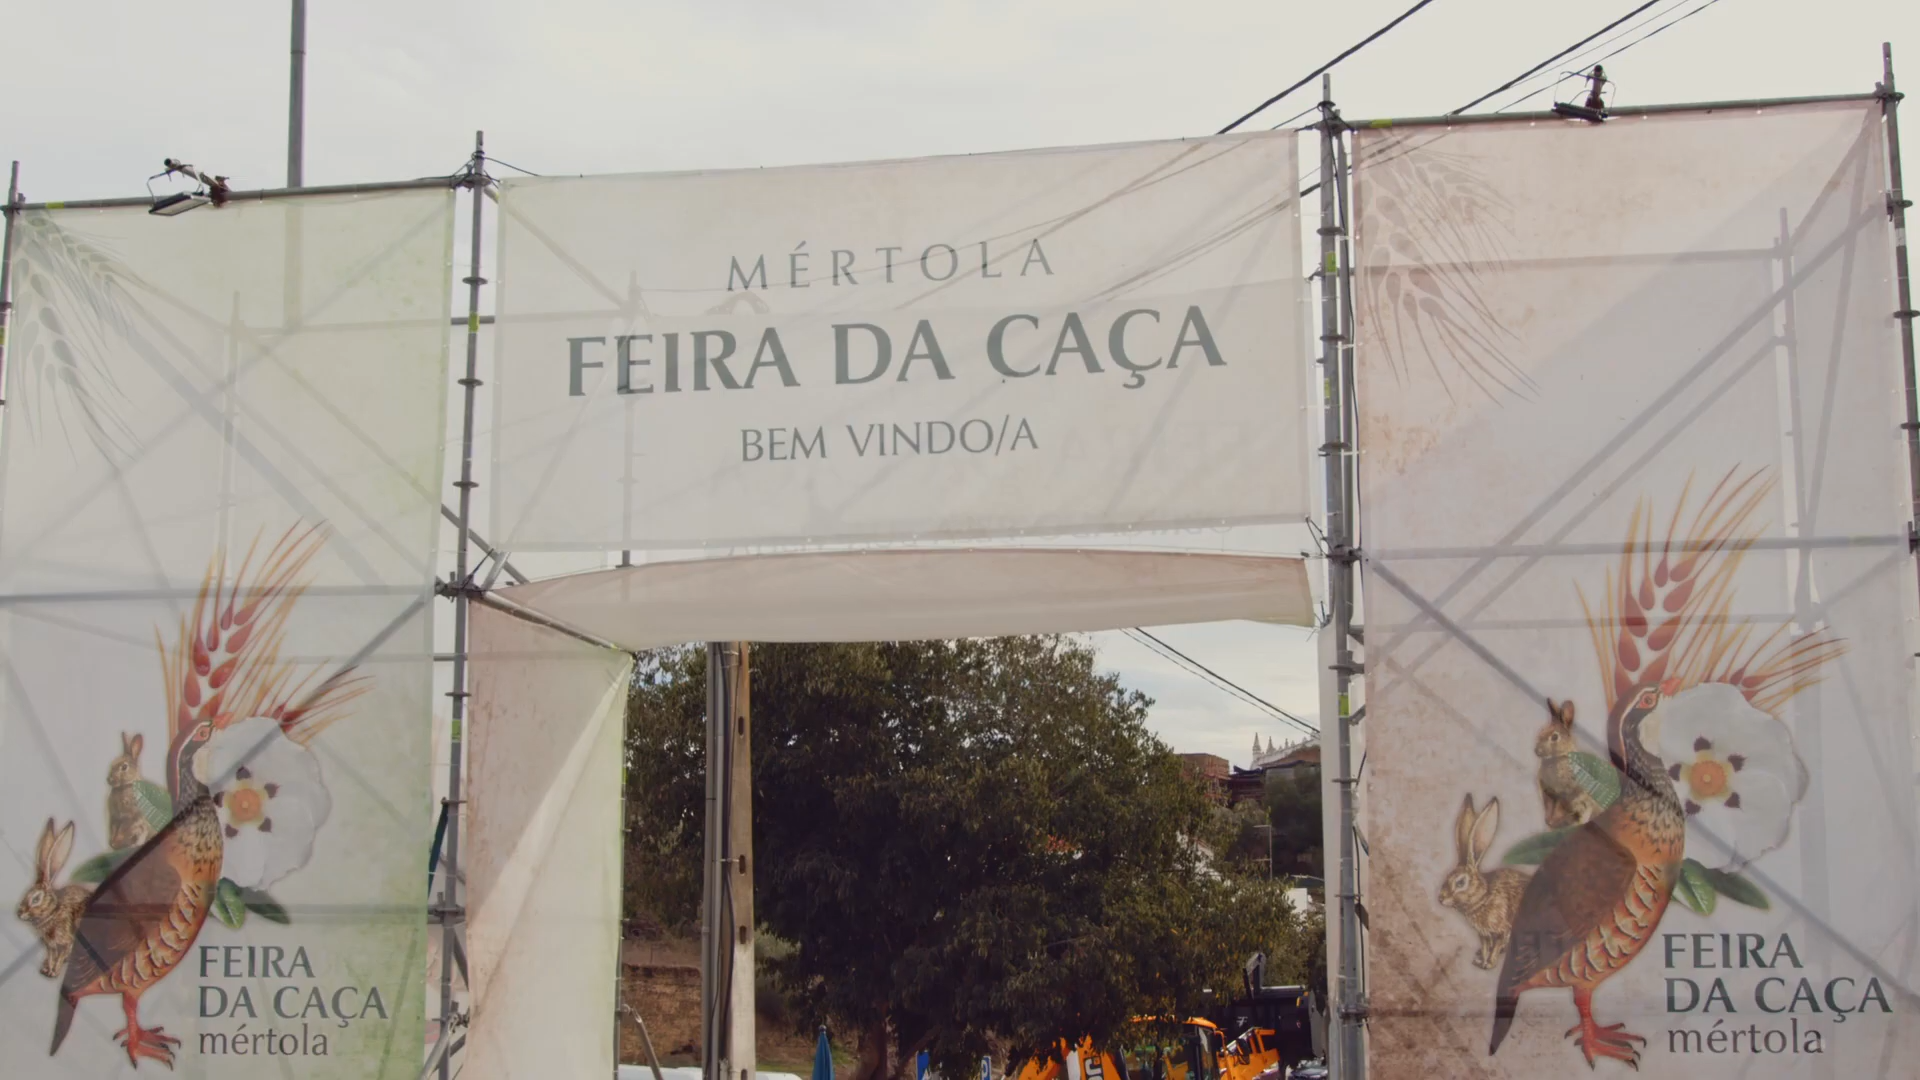 MÉRTOLA
FEIRA DA CAÇA
BEM VINDO/A
FEIRA
DA CAÇA
mértola
FEIRA
DA CAÇA
mértola